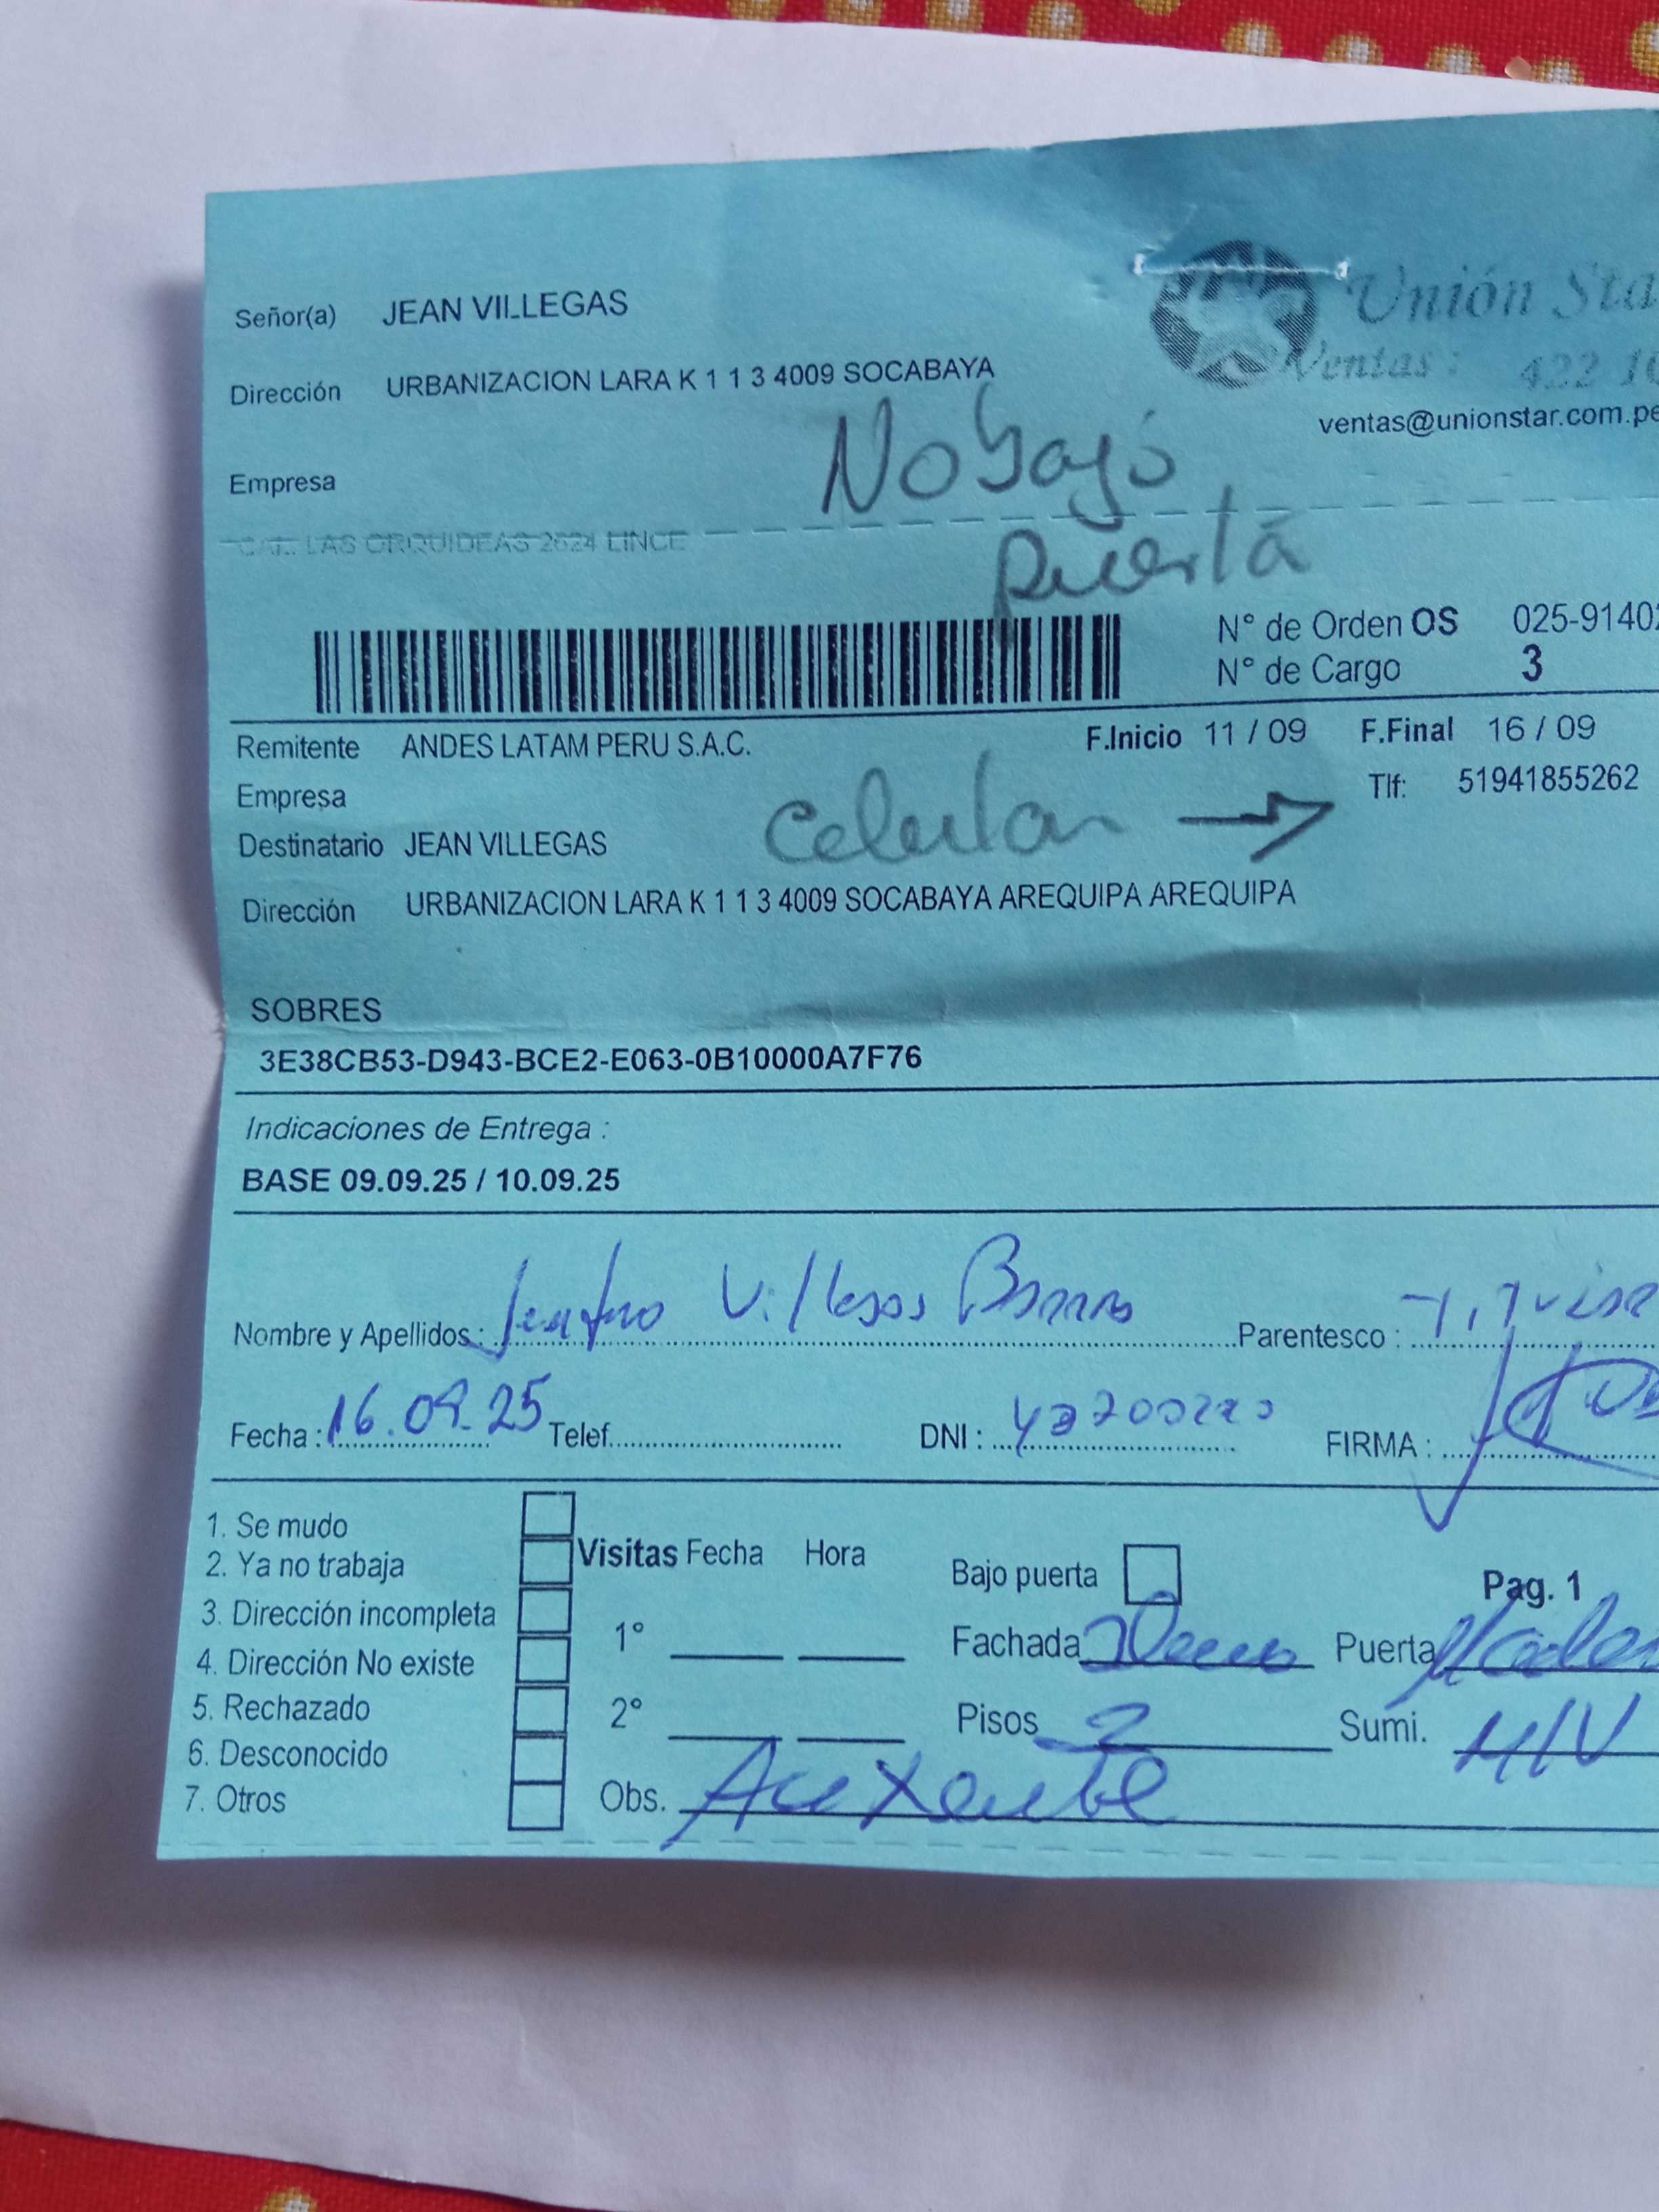 Señor(a) JEAN VILLEGAS
Unión Sta
Dirección URBANIZACION LARA K 1 1 3 4009 SOCABAYA
Ventas : 422 10
ventas@unionstar.com.pe
No bajo
Empresa
puerta
CAL. LAS ORQUIDEAS 2624 LINCE
N° de Orden OS 025-9140
N° de Cargo 3
Remitente ANDES LATAM PERU S.A.C. F.Inicio 11 / 09 F.Final 16 / 09
Empresa Tlf: 51941855262
Celular →
Destinatario JEAN VILLEGAS
Dirección URBANIZACION LARA K 1 1 3 4009 SOCABAYA AREQUIPA AREQUIPA
SOBRES
3E38CB53-D943-BCE2-E063-0B10000A7F76
Indicaciones de Entrega :
BASE 09.09.25 / 10.09.25
Nombre y Apellidos : Villegas Parentesco :
Fecha : 16.09.25 Telef. DNI : FIRMA :
1. Se mudo
2. Ya no trabaja Visitas Fecha Hora Bajo puerta Pag. 1
3. Dirección incompleta 1° Fachada Puerta
4. Dirección No existe
5. Rechazado 2° Pisos 2 Sumi.
6. Desconocido
7. Otros Obs.